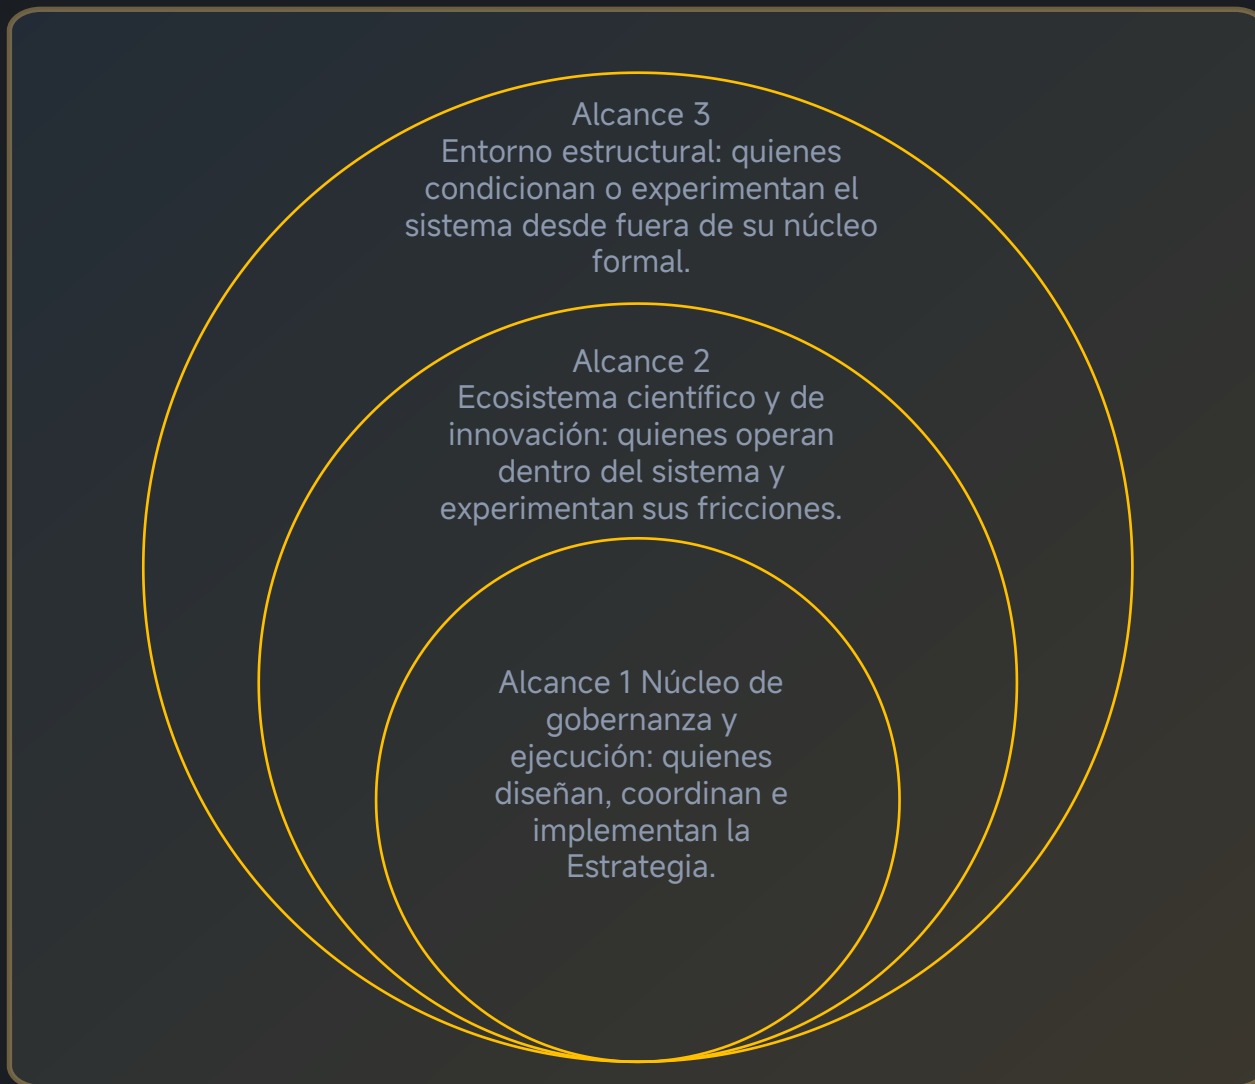 Alcance 3
Entorno estructural: quienes
condicionan o experimentan el
sistema desde fuera de su núcleo
formal.
Alcance 2
Ecosistema científico y de
innovación: quienes operan
dentro del sistema y
experimentan sus fricciones.
Alcance 1 Núcleo de
gobernanza y
ejecución: quienes
diseñan, coordinan e
implementan la
Estrategia.